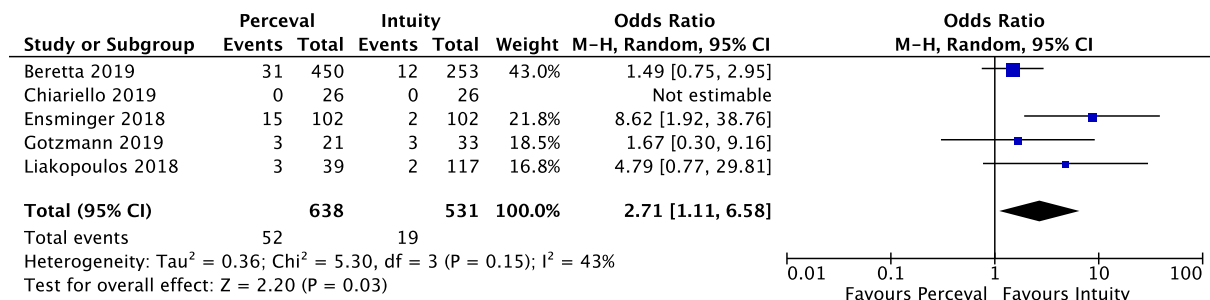 Perceval Intuity Odds Ratio Odds Ratio
Study or Subgroup Events Total Events Total Weight M-H, Random, 95% CI M-H, Random, 95% CI
Beretta 2019 31 450 12 253 43.0% 1.49 [0.75, 2.95]
Chiariello 2019 0 26 0 26 Not estimable
Ensminger 2018 15 102 2 102 21.8% 8.62 [1.92, 38.76]
Gotzmann 2019 3 21 3 33 18.5% 1.67 [0.30, 9.16]
Liakopoulos 2018 3 39 2 117 16.8% 4.79 [0.77, 29.81]
Total (95% CI) 638 531 100.0% 2.71 [1.11, 6.58]
Total events 52 19
Heterogeneity: Tau² = 0.36; Chi² = 5.30, df = 3 (P = 0.15); I² = 43%
Test for overall effect: Z = 2.20 (P = 0.03)
0.01 0.1 1 10 100
Favours Perceval Favours Intuity